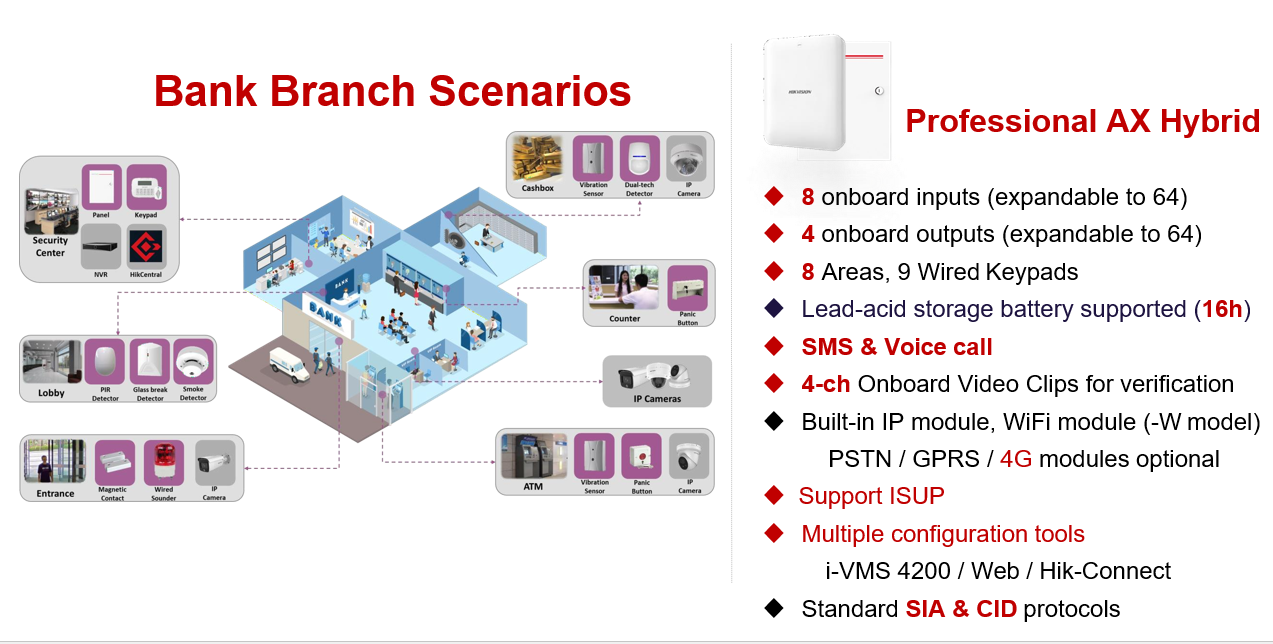 Bank Branch Scenarios
Panel
Keypad
Security
Center
NVR
HikCentral
Lobby
PIR
Detector
Glass break
Detector
Smoke
Detector
Entrance
Magnetic
Contact
Wired
Sounder
IP
Camera
BANK
BANK
Cashbox
Vibration
Sensor
Dual-tech
Detector
IP
Camera
Counter
Panic
Button
IP Cameras
ATM
Vibration
Sensor
Panic
Button
IP
Camera
HIKVISION
Professional AX Hybrid
8 onboard inputs (expandable to 64)
4 onboard outputs (expandable to 64)
8 Areas, 9 Wired Keypads
Lead-acid storage battery supported (16h)
SMS & Voice call
4-ch Onboard Video Clips for verification
Built-in IP module, WiFi module (-W model)
PSTN / GPRS / 4G modules optional
Support ISUP
Multiple configuration tools
i-VMS 4200 / Web / Hik-Connect
Standard SIA & CID protocols